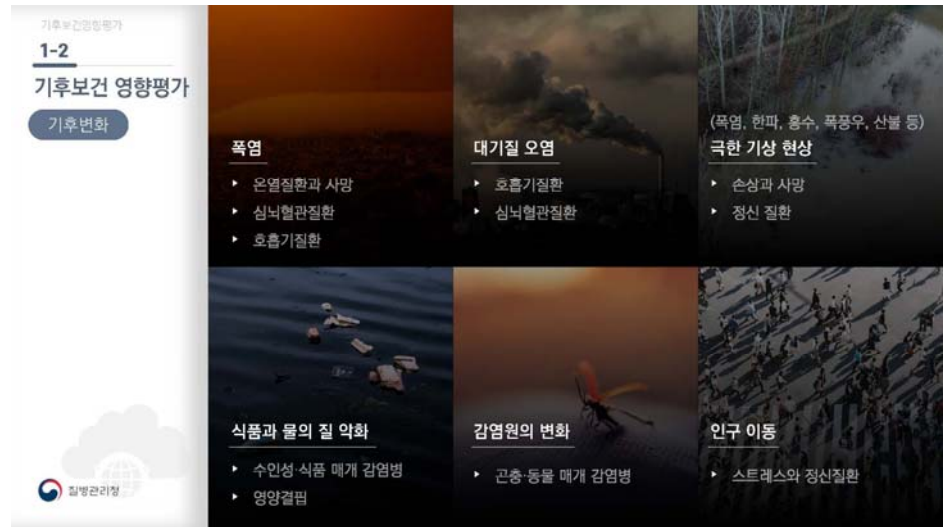 기후보건영향평가
1-2
기후보건 영향평가
기후변화
폭염
▸ 온열질환과 사망
▸ 심뇌혈관질환
▸ 호흡기질환
대기질 오염
▸ 호흡기질환
▸ 심뇌혈관질환
(폭염, 한파, 홍수, 폭풍우, 산불 등)
극한 기상 현상
▸ 손상과 사망
▸ 정신 질환
식품과 물의 질 악화
▸ 수인성·식품 매개 감염병
▸ 영양결핍
감염원의 변화
▸ 곤충·동물 매개 감염병
인구 이동
▸ 스트레스와 정신질환
질병관리청